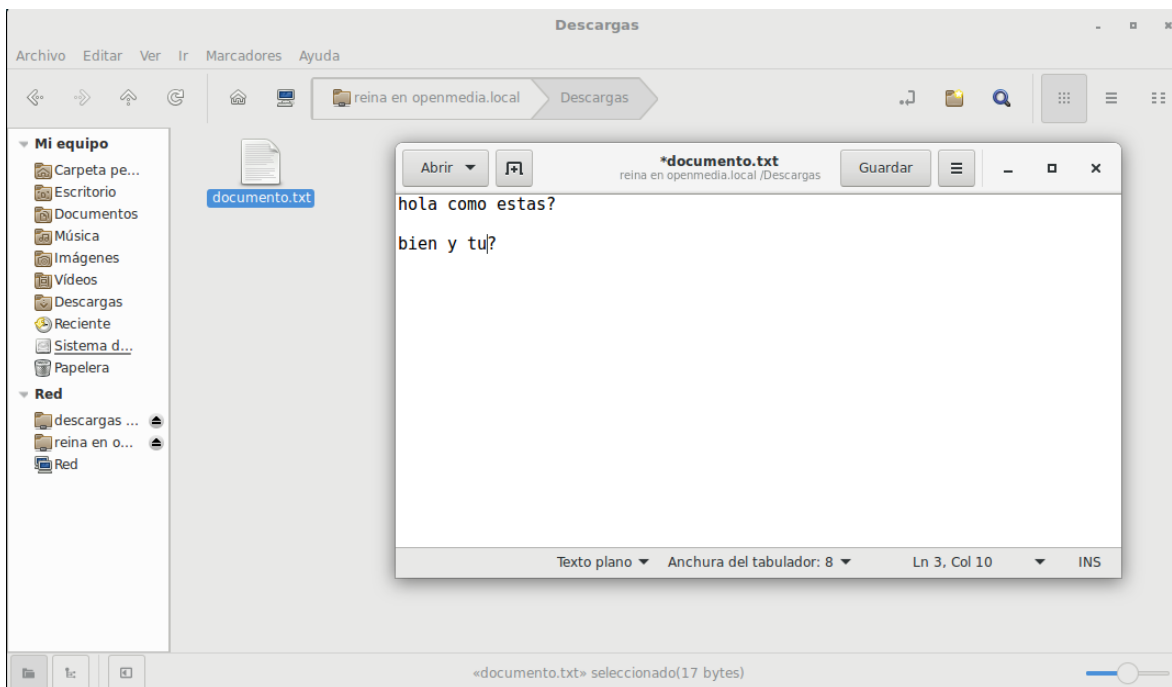 Descargas
Archivo Editar Ver Ir Marcadores Ayuda
reina en openmedia.local Descargas
Mi equipo
Carpeta pe...
Escritorio
Documentos
Música
Imágenes
Vídeos
Descargas
Reciente
Sistema d...
Papelera
Red
descargas ...
reina en o...
Red
documento.txt
Abrir
*documento.txt
reina en openmedia.local /Descargas
Guardar
hola como estas?
bien y tu?
Texto plano Anchura del tabulador: 8 Ln 3, Col 10 INS
«documento.txt» seleccionado(17 bytes)